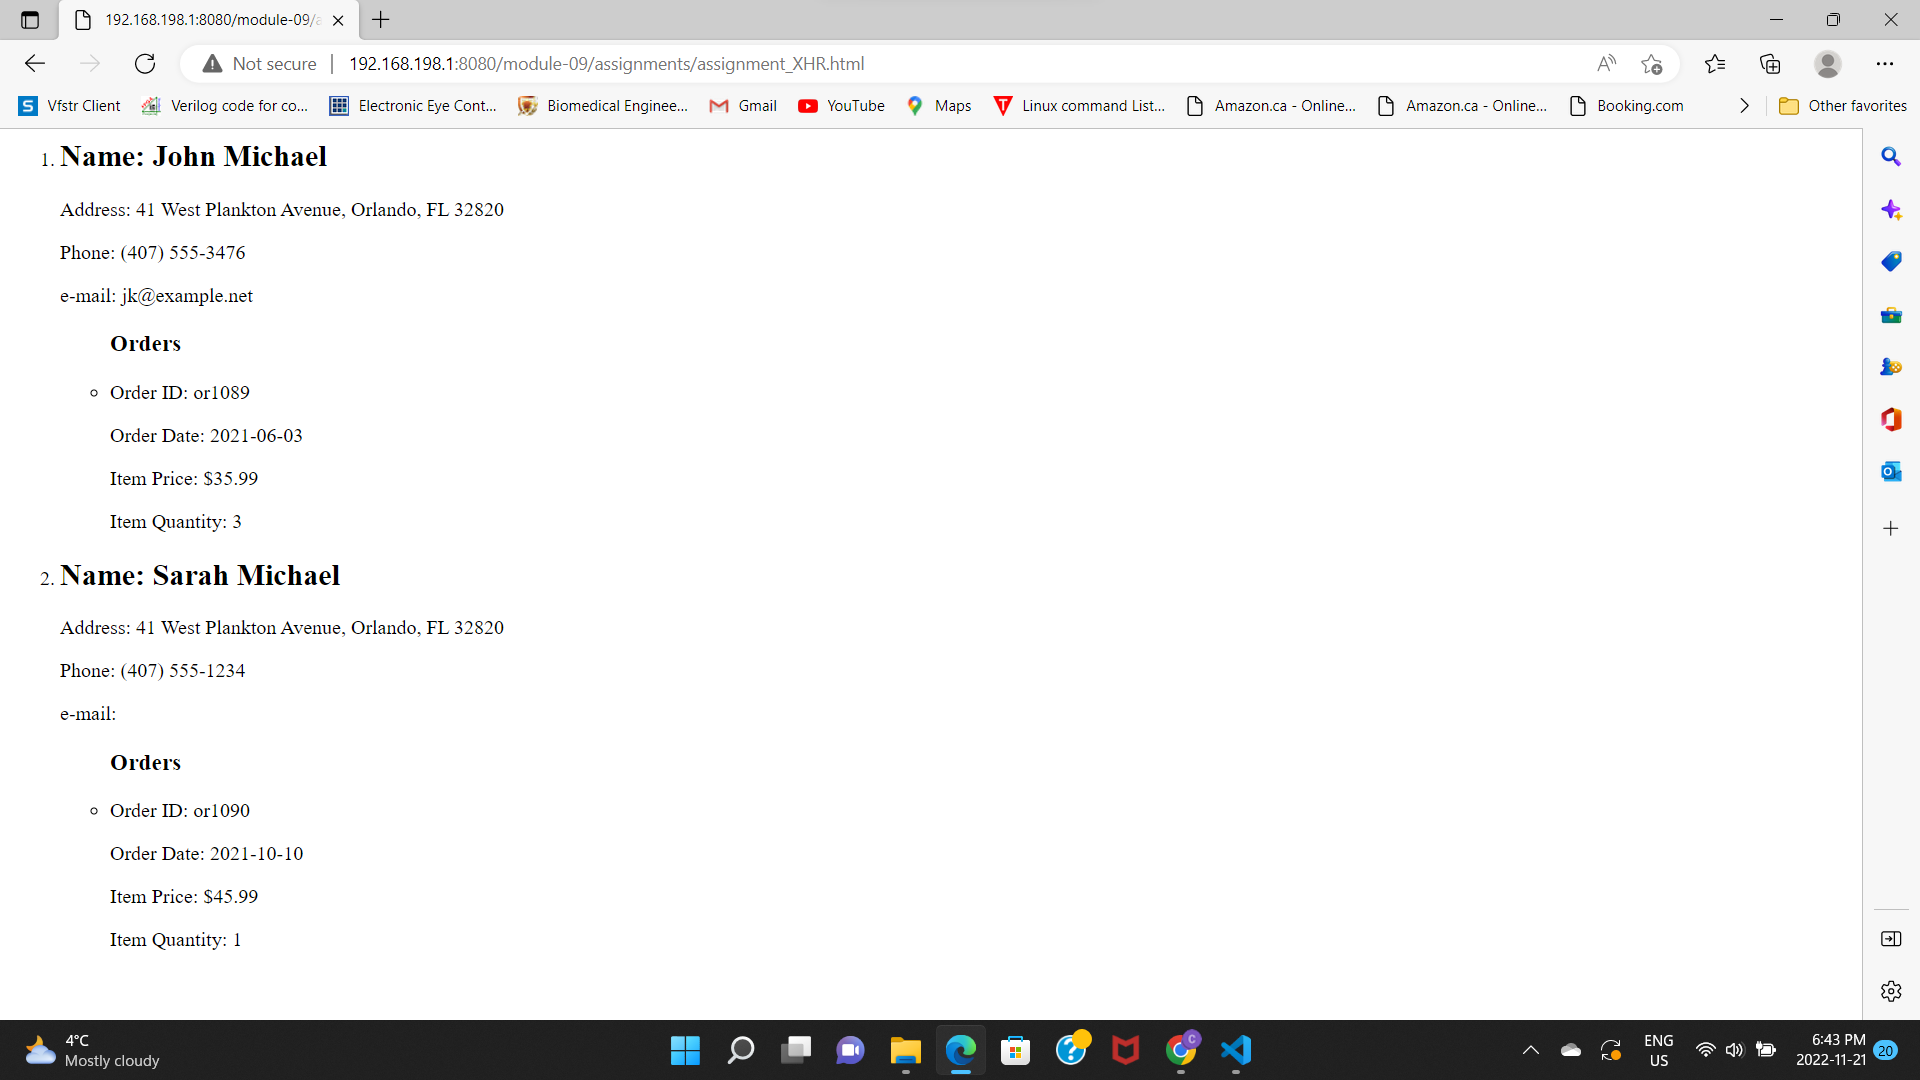 192.168.198.1:8080/module-09/a
Not secure 192.168.198.1:8080/module-09/assignments/assignment_XHR.html
Vfstr Client Verilog code for co... Electronic Eye Cont... Biomedical Enginee... Gmail YouTube Maps Linux command List... Amazon.ca - Online... Amazon.ca - Online... Booking.com Other favorites
1. Name: John Michael
Address: 41 West Plankton Avenue, Orlando, FL 32820
Phone: (407) 555-3476
e-mail: jk@example.net
Orders
Order ID: or1089
Order Date: 2021-06-03
Item Price: $35.99
Item Quantity: 3
2. Name: Sarah Michael
Address: 41 West Plankton Avenue, Orlando, FL 32820
Phone: (407) 555-1234
e-mail:
Orders
Order ID: or1090
Order Date: 2021-10-10
Item Price: $45.99
Item Quantity: 1
4°C
Mostly cloudy
ENG
US
6:43 PM
2022-11-21
20